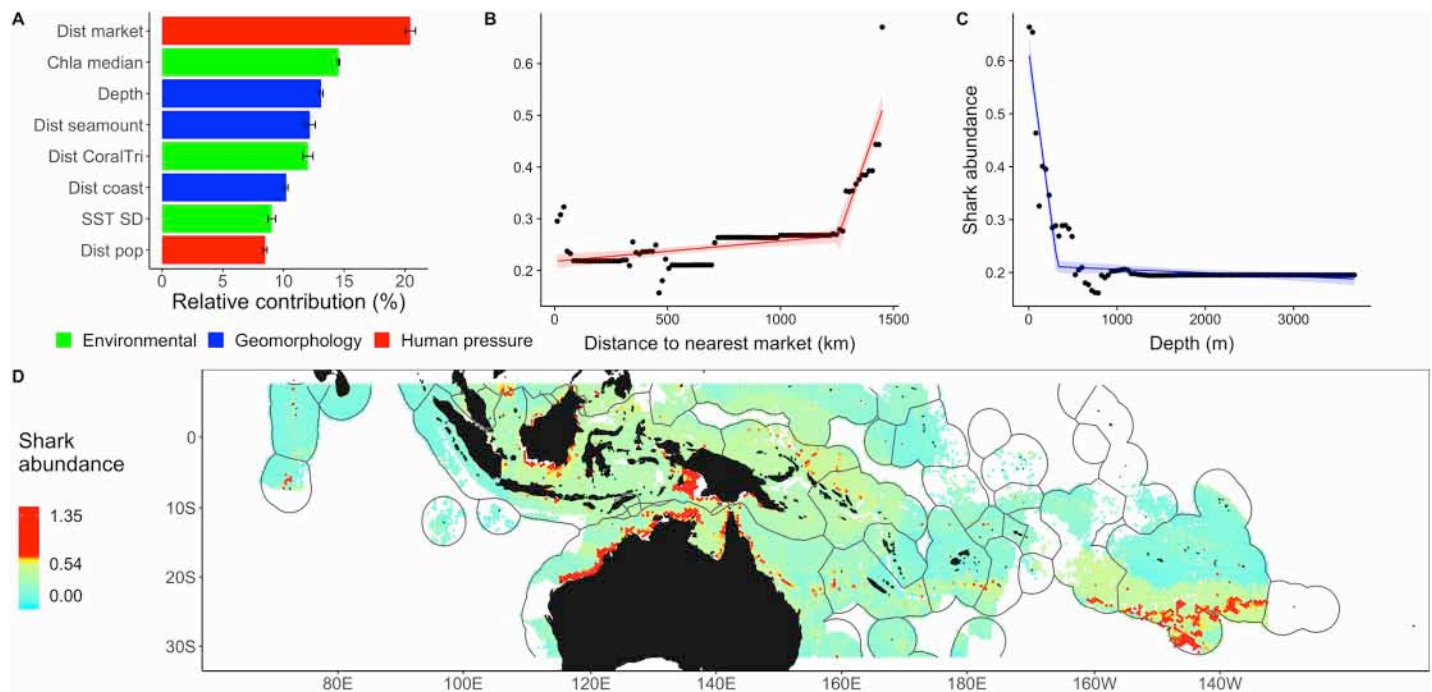 A
Dist market
Chla median
Depth
Dist seamount
Dist CoralTri
Dist coast
SST SD
Dist pop
0 5 10 15 20
Relative contribution (%)
Environmental Geomorphology Human pressure
B
0.6
0.5
0.4
0.3
0.2
0 500 1000 1500
Distance to nearest market (km)
C
Shark abundance
0.6
0.5
0.4
0.3
0.2
0 1000 2000 3000
Depth (m)
D
Shark
abundance
1.35
0.54
0.00
0
10S
20S
30S
80E 100E 120E 140E 160E 180E 160W 140W